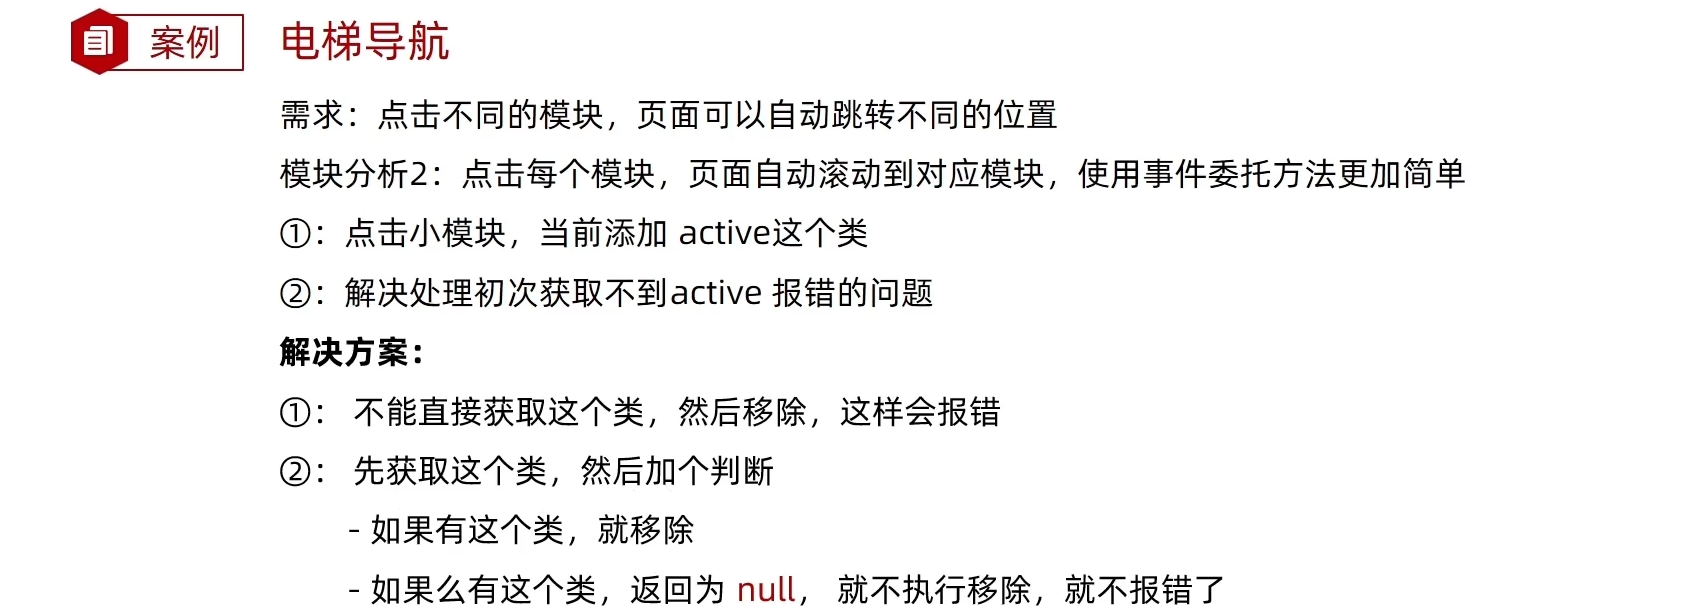 案例 电梯导航
需求：点击不同的模块，页面可以自动跳转不同的位置
模块分析2：点击每个模块，页面自动滚动到对应模块，使用事件委托方法更加简单
①：点击小模块，当前添加 active这个类
②：解决处理初次获取不到active 报错的问题
解决方案：
①： 不能直接获取这个类，然后移除，这样会报错
②： 先获取这个类，然后加个判断
- 如果有这个类，就移除
- 如果么有这个类，返回为 null， 就不执行移除，就不报错了